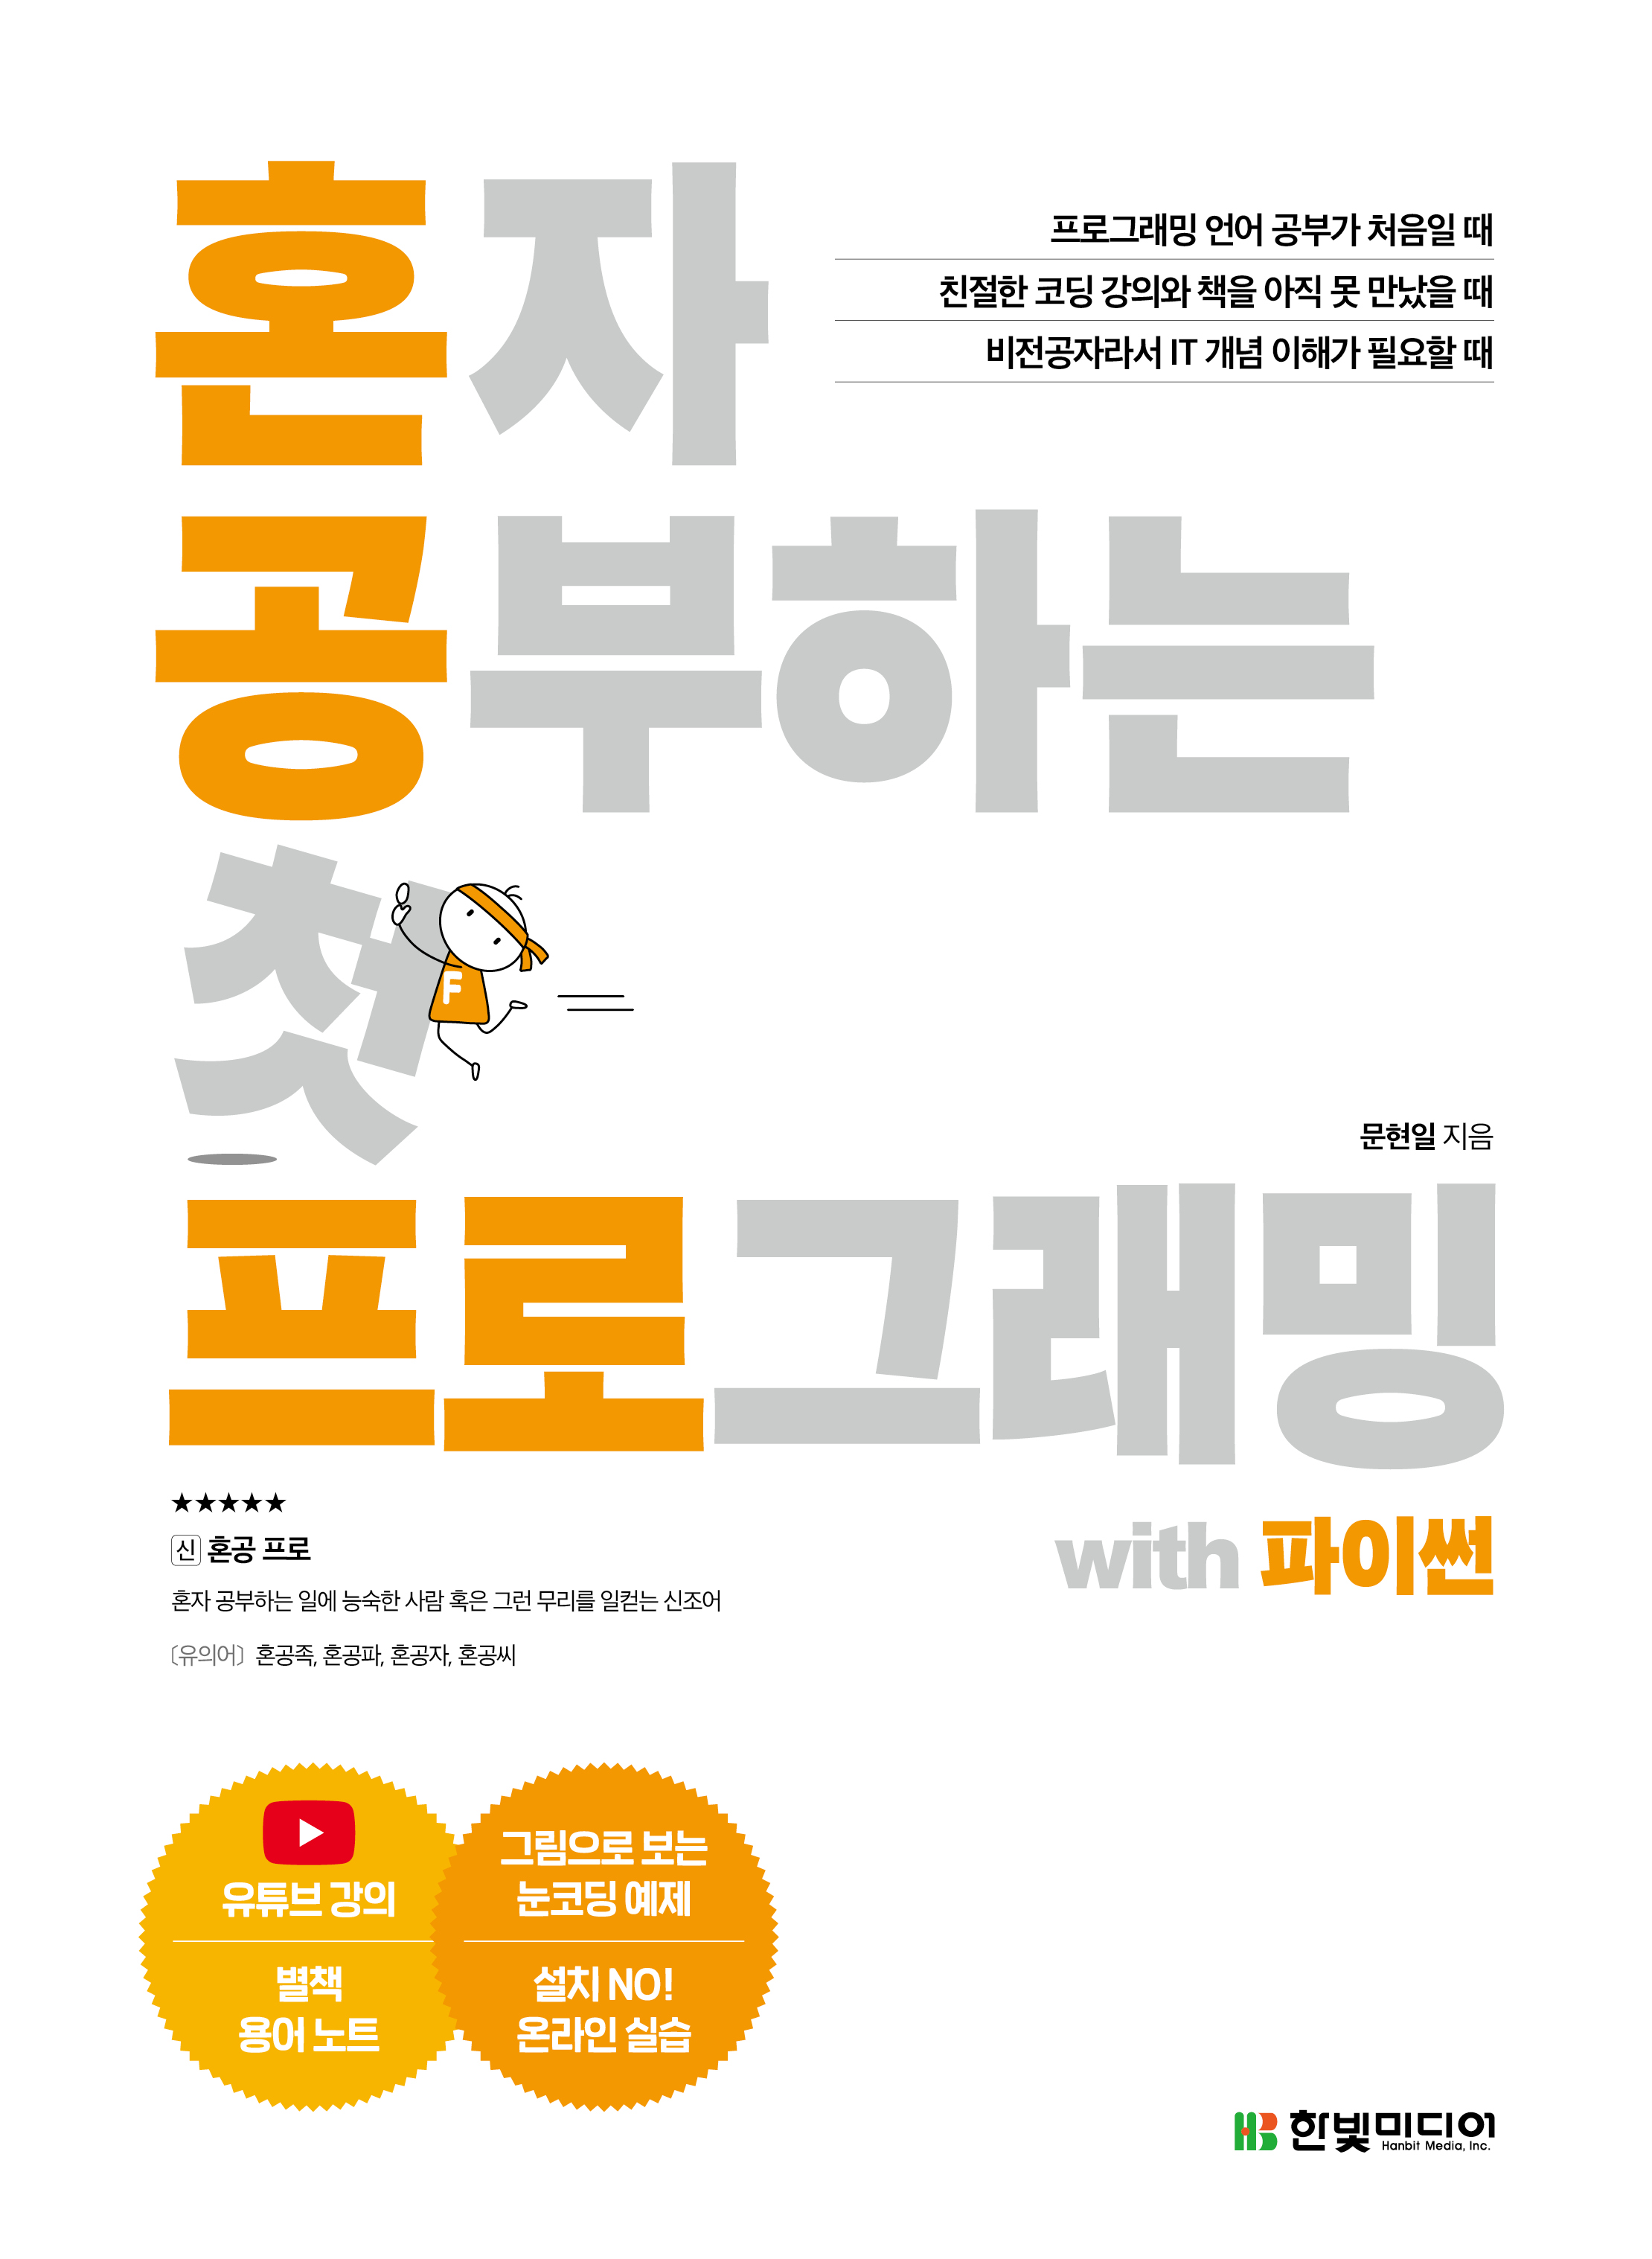 혼자
프로그래밍 언어 공부가 처음일 때
친절한 코딩 강의와 책을 아직 못 만났을 때
비전공자라서 IT 개념 이해가 필요할 때
공부하는
첫
F
문현일 지음
프로그래밍
with 파이썬
★★★★★
신 혼공 프로
혼자 공부하는 일에 능숙한 사람 혹은 그런 무리를 일컫는 신조어
〔유의어〕 혼공족, 혼공파, 혼공자, 혼공씨
유튜브 강의
별책
용어 노트
그림으로 보는
눈코딩 예제
설치 NO!
온라인 실습
HB 한빛미디어
Hanbit Media, Inc.